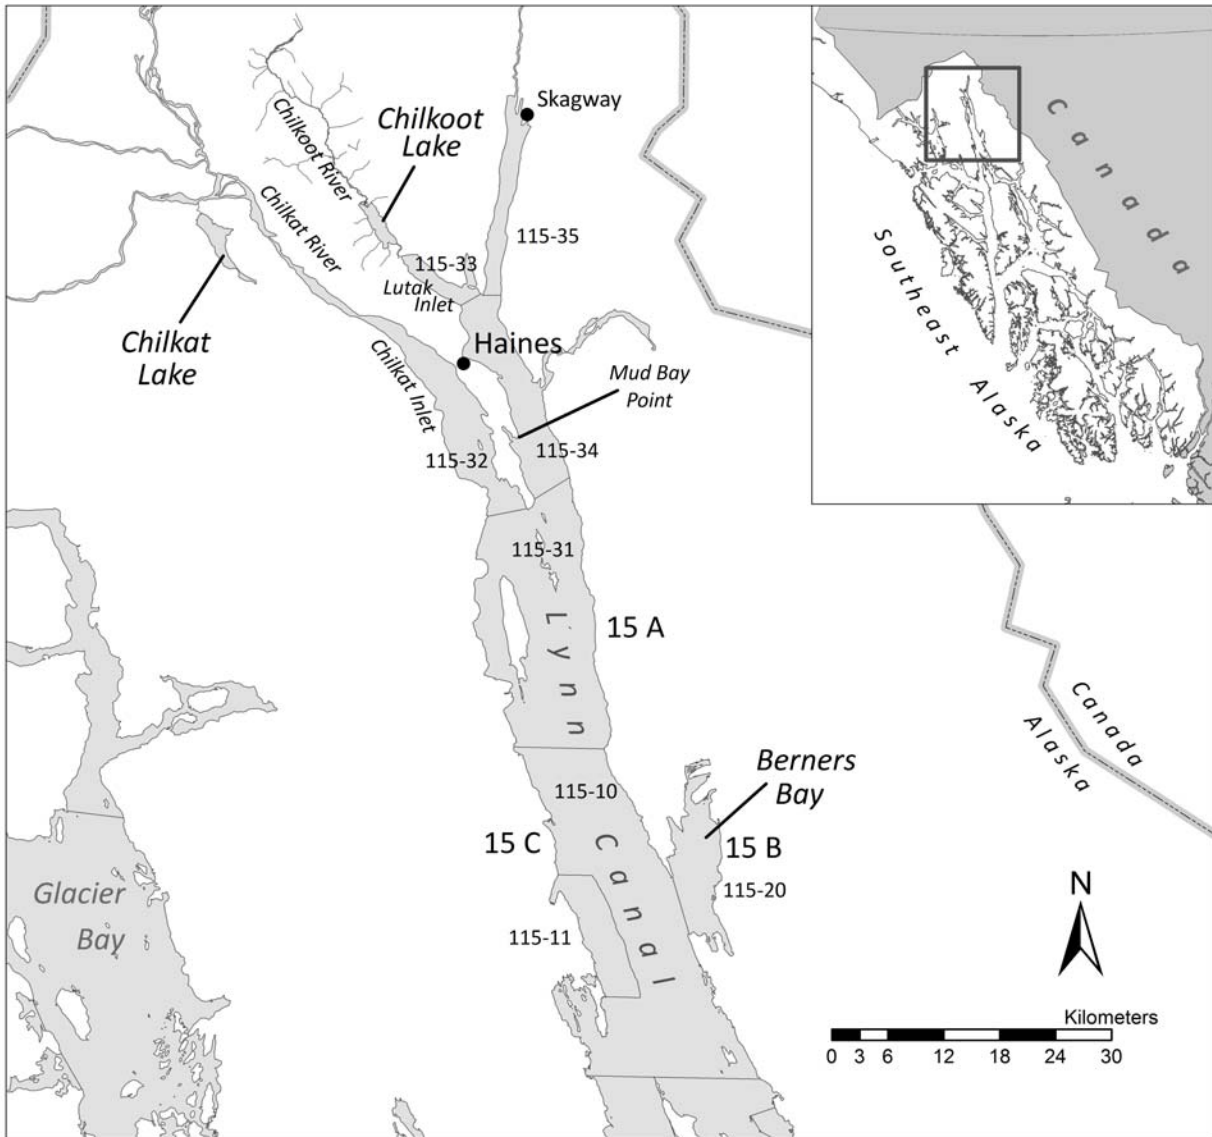 Skagway
Chilkoot
Lake
Chilkoot River
Chilkat River
115-35
115-33
Lutak
Inlet
Chilkat
Lake
Haines
Chilkat Inlet
Mud Bay
Point
115-32
115-34
115-31
Lynn
15 A
115-10
Berners
Bay
15 C
Canal
15 B
115-20
115-11
Glacier
Bay
Canada
Alaska
Canada
Southeast Alaska
N
Kilometers
0 3 6 12 18 24 30